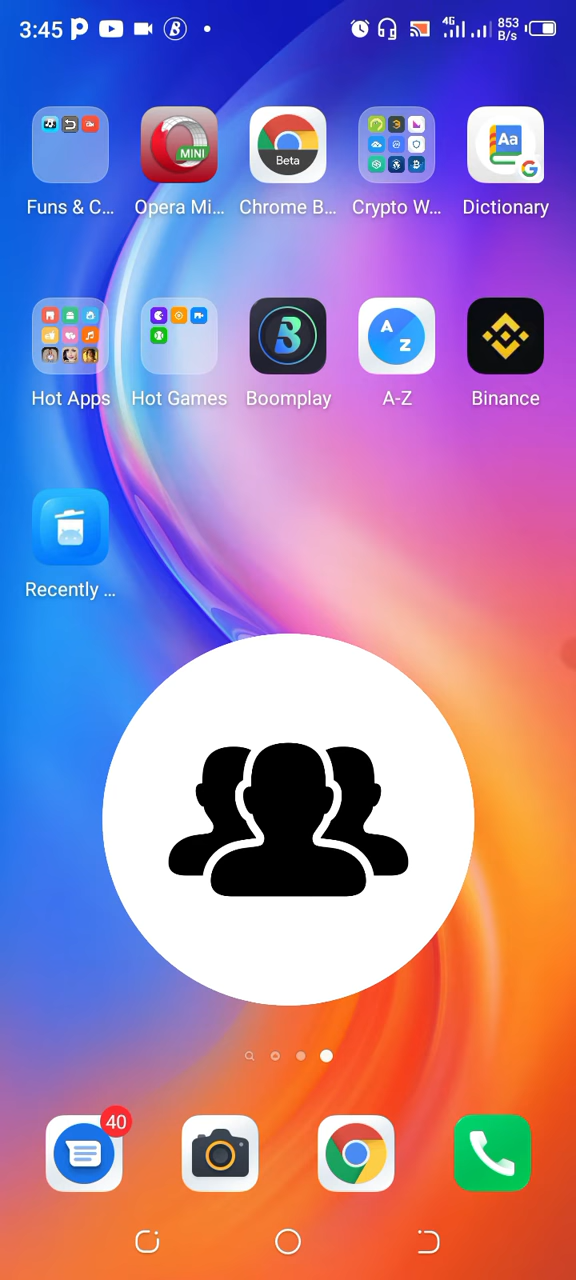 3:45
4G
853
B/s
MINI
Beta
Aa
Funs & C...
Opera Mi...
Chrome B...
Crypto W...
Dictionary
A
Z
Hot Apps
Hot Games
Boomplay
A-Z
Binance
Recently ...
40